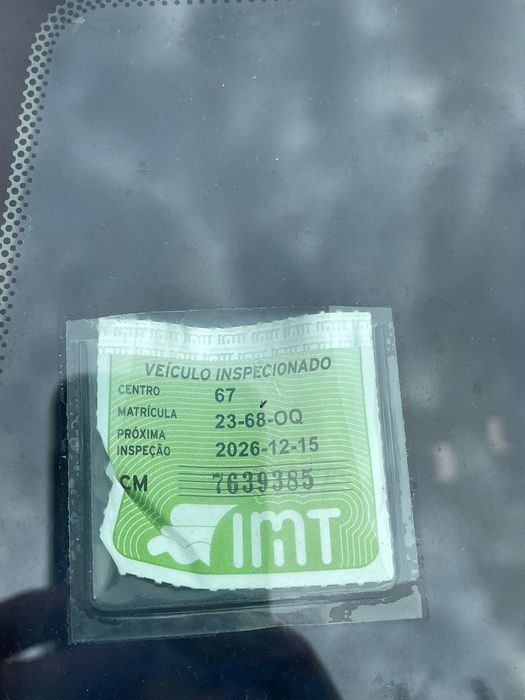 VEÍCULO INSPECIONADO
CENTRO 67
MATRÍCULA 23-68-OQ
PRÓXIMA
INSPEÇÃO 2026-12-15
CM 7639385
IMT